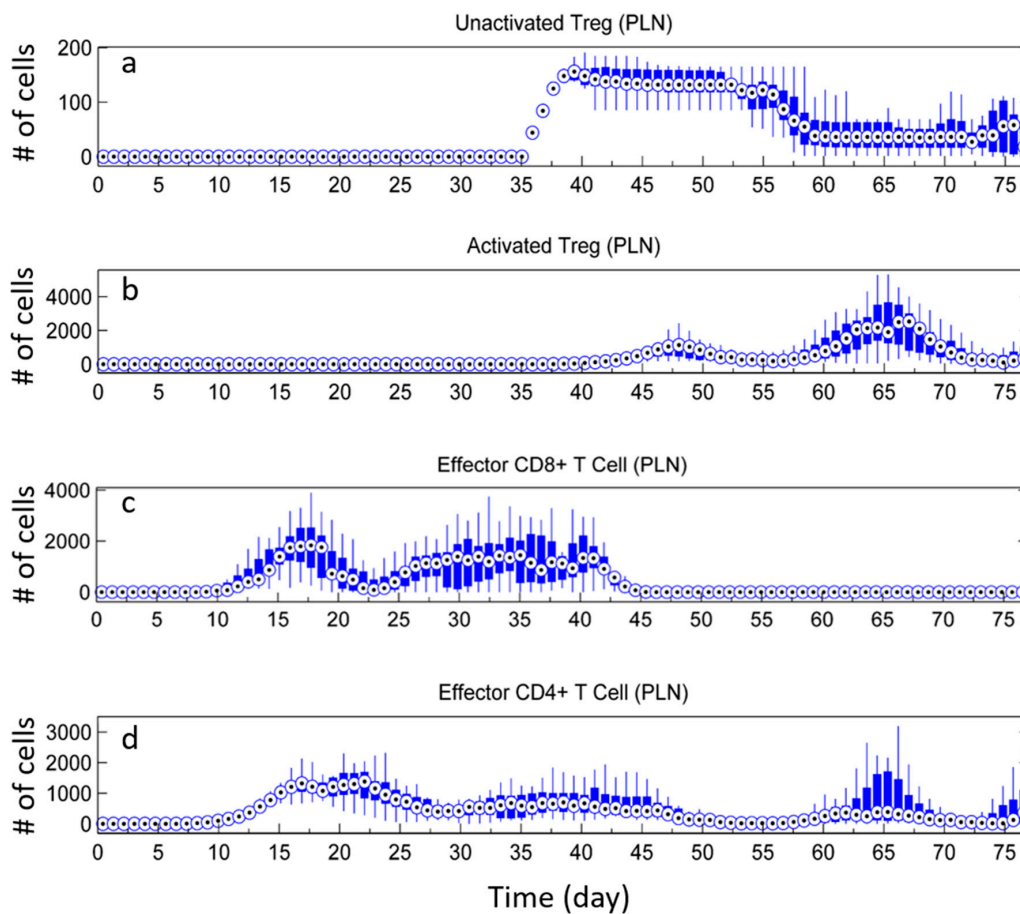 Unactivated Treg (PLN)
# of cells
a
200
100
0
0 5 10 15 20 25 30 35 40 45 50 55 60 65 70 75
Activated Treg (PLN)
# of cells
b
4000
2000
0
0 5 10 15 20 25 30 35 40 45 50 55 60 65 70 75
Effector CD8+ T Cell (PLN)
# of cells
c
4000
2000
0
0 5 10 15 20 25 30 35 40 45 50 55 60 65 70 75
Effector CD4+ T Cell (PLN)
# of cells
d
3000
2000
1000
0
0 5 10 15 20 25 30 35 40 45 50 55 60 65 70 75
Time (day)